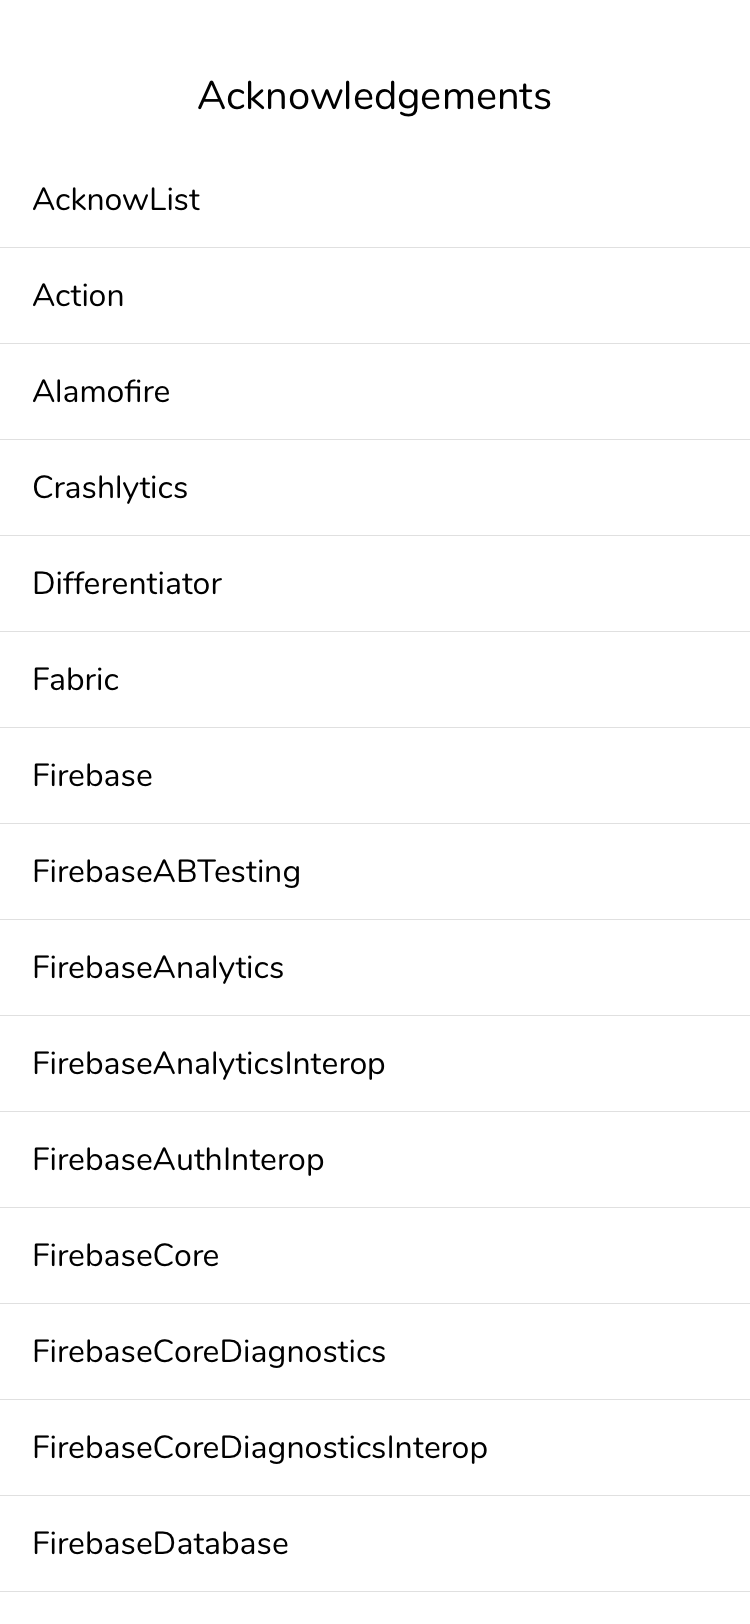 Acknowledgements
AcknowList
Action
Alamofire
Crashlytics
Differentiator
Fabric
Firebase
FirebaseABTesting
FirebaseAnalytics
FirebaseAnalyticsInterop
FirebaseAuthInterop
FirebaseCore
FirebaseCoreDiagnostics
FirebaseCoreDiagnosticsInterop
FirebaseDatabase